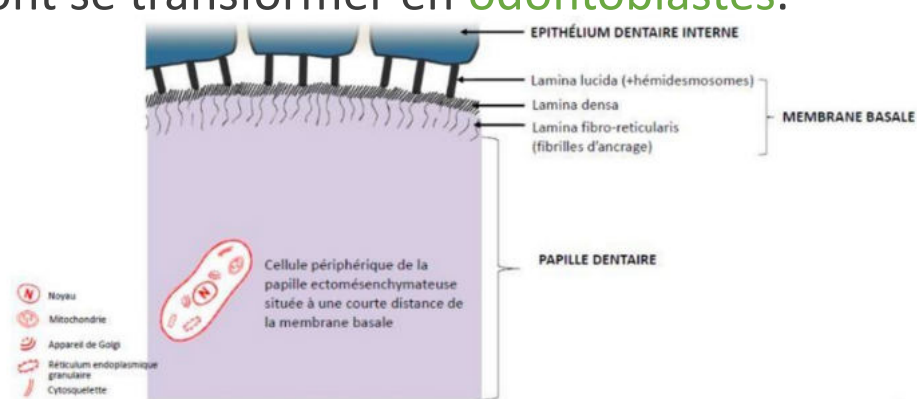 ont se transformer en odontoblastes.
EPITHÉLIUM DENTAIRE INTERNE
Lamina lucida (+hémidesmosomes)
Lamina densa
MEMBRANE BASALE
Lamina fibro-reticularis
(fibrilles d'ancrage)
PAPILLE DENTAIRE
Cellule périphérique de la
papille ectomésenchymateuse
située à une courte distance de
la membrane basale
N
N Noyau
Mitochondrie
Appareil de Golgi
Réticulum endoplasmique
granulaire
Cytosquelette